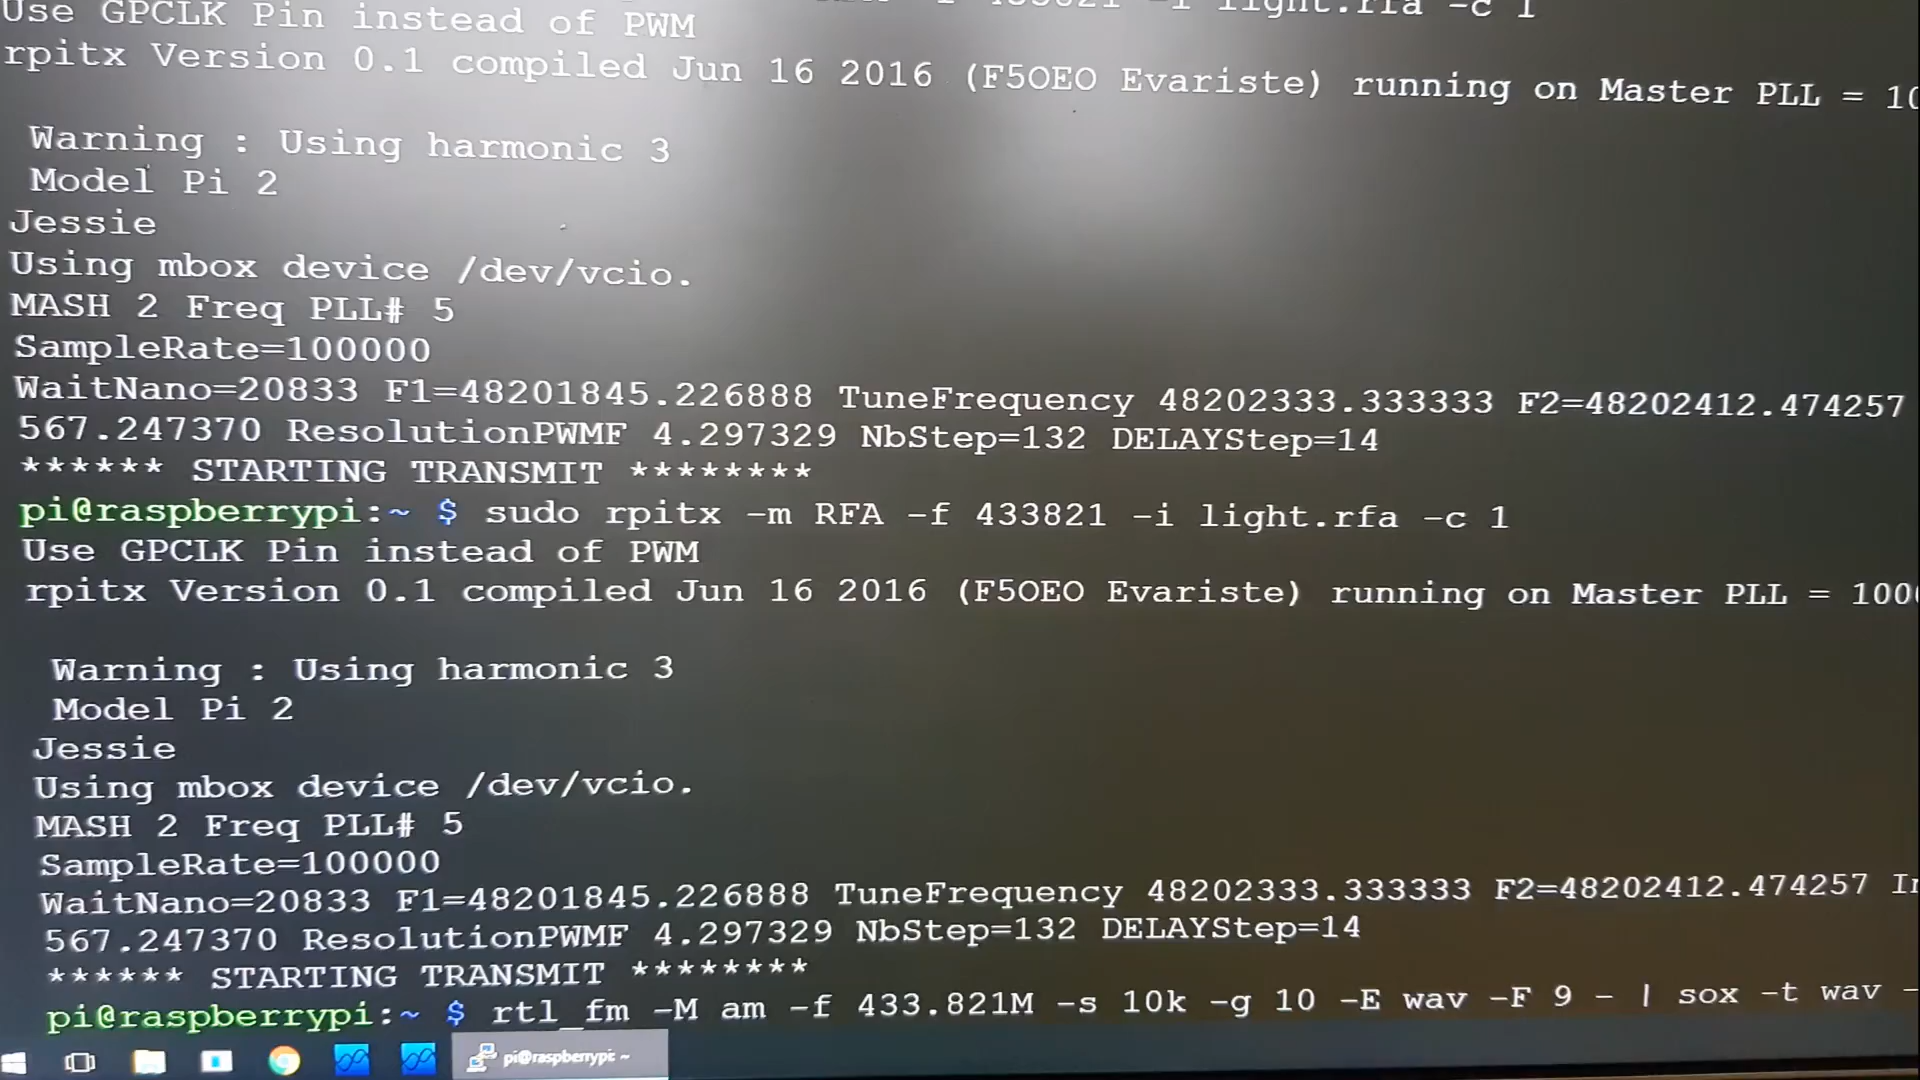 433821 -i light.rfa -c 1
Use GPCLK Pin instead of PWM
rpitx Version 0.1 compiled Jun 16 2016 (F5OEO Evariste) running on Master PLL = 10
Warning : Using harmonic 3
Model Pi 2
Jessie
Using mbox device /dev/vcio.
MASH 2 Freq PLL# 5
SampleRate=100000
WaitNano=20833 F1=48201845.226888 TuneFrequency 48202333.333333 F2=48202412.474257
567.247370 ResolutionPWMF 4.297329 NbStep=132 DELAYStep=14
****** STARTING TRANSMIT ********
pi@raspberrypi:~ $ sudo rpitx -m RFA -f 433821 -i light.rfa -c 1
Use GPCLK Pin instead of PWM
rpitx Version 0.1 compiled Jun 16 2016 (F5OEO Evariste) running on Master PLL = 100
Warning : Using harmonic 3
Model Pi 2
Jessie
Using mbox device /dev/vcio.
MASH 2 Freq PLL# 5
SampleRate=100000
WaitNano=20833 F1=48201845.226888 TuneFrequency 48202333.333333 F2=48202412.474257 In
567.247370 ResolutionPWMF 4.297329 NbStep=132 DELAYStep=14
****** STARTING TRANSMIT ********
pi@raspberrypi:~ $ rtl_fm -M am -f 433.821M -s 10k -g 10 -E wav -F 9 - | sox -t wav -
pi@raspberrypi: ~